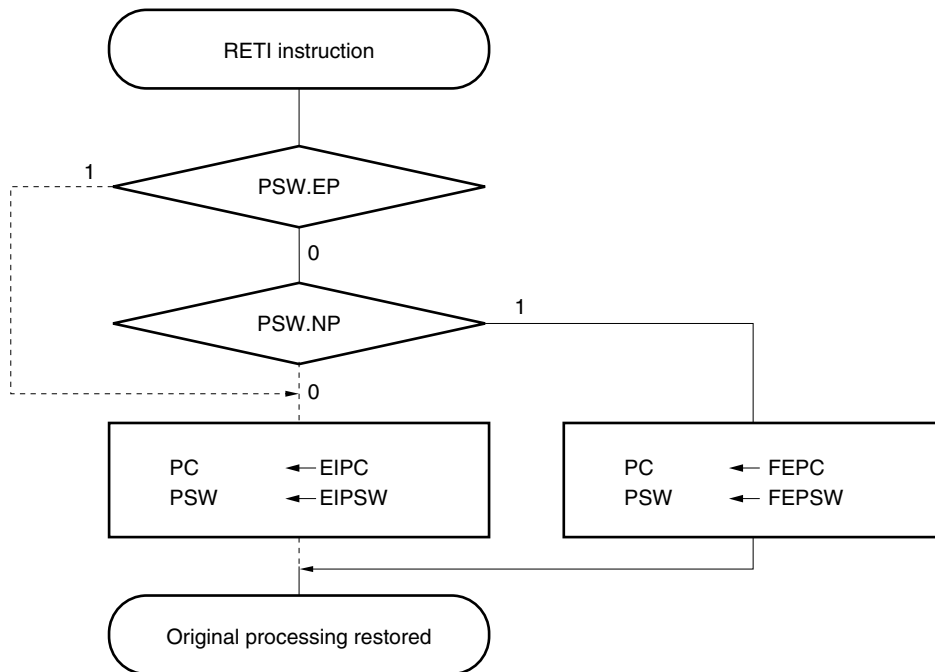 RETI instruction
1
PSW.EP
0
PSW.NP
1
0
PC EIPC
PSW EIPSW
PC FEPC
PSW FEPSW
Original processing restored